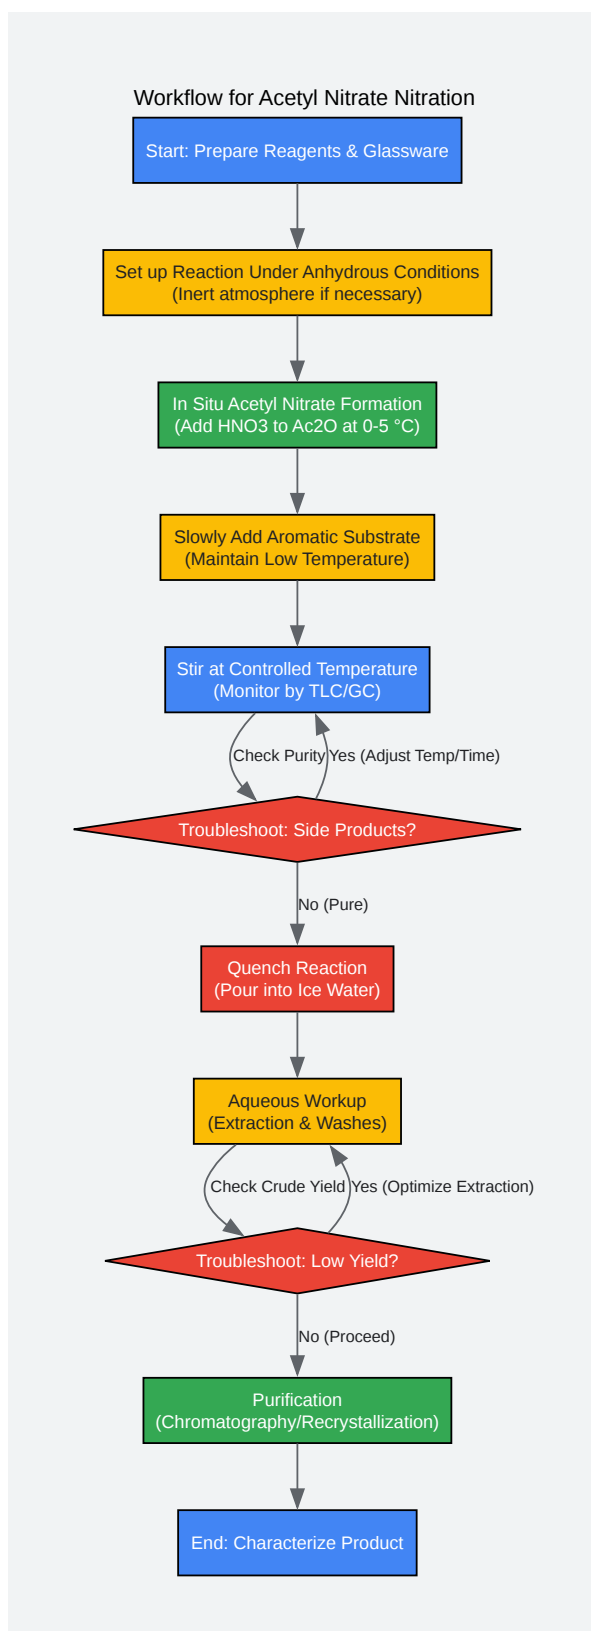 Workflow for Acetyl Nitrate Nitration
Start: Prepare Reagents & Glassware
Set up Reaction Under Anhydrous Conditions
(Inert atmosphere if necessary)
In Situ Acetyl Nitrate Formation
(Add HNO3 to Ac2O at 0-5 °C)
Slowly Add Aromatic Substrate
(Maintain Low Temperature)
Stir at Controlled Temperature
(Monitor by TLC/GC)
Check Purity
Yes (Adjust Temp/Time)
Troubleshoot: Side Products?
No (Pure)
Quench Reaction
(Pour into Ice Water)
Aqueous Workup
(Extraction & Washes)
Check Crude Yield
Yes (Optimize Extraction)
Troubleshoot: Low Yield?
No (Proceed)
Purification
(Chromatography/Recrystallization)
End: Characterize Product